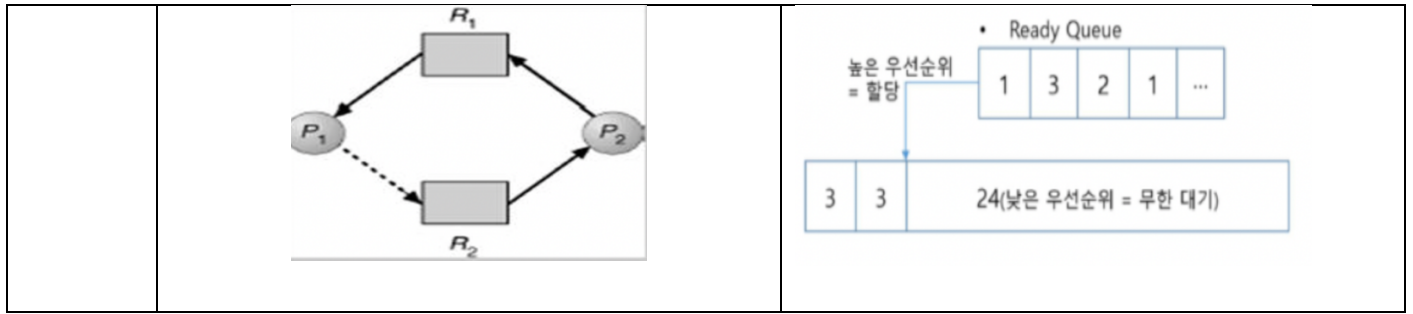 R₁
P₁
P₂
R₂
• Ready Queue
높은 우선순위
= 할당
1 3 2 1 ...
3 3 24(낮은 우선순위 = 무한 대기)